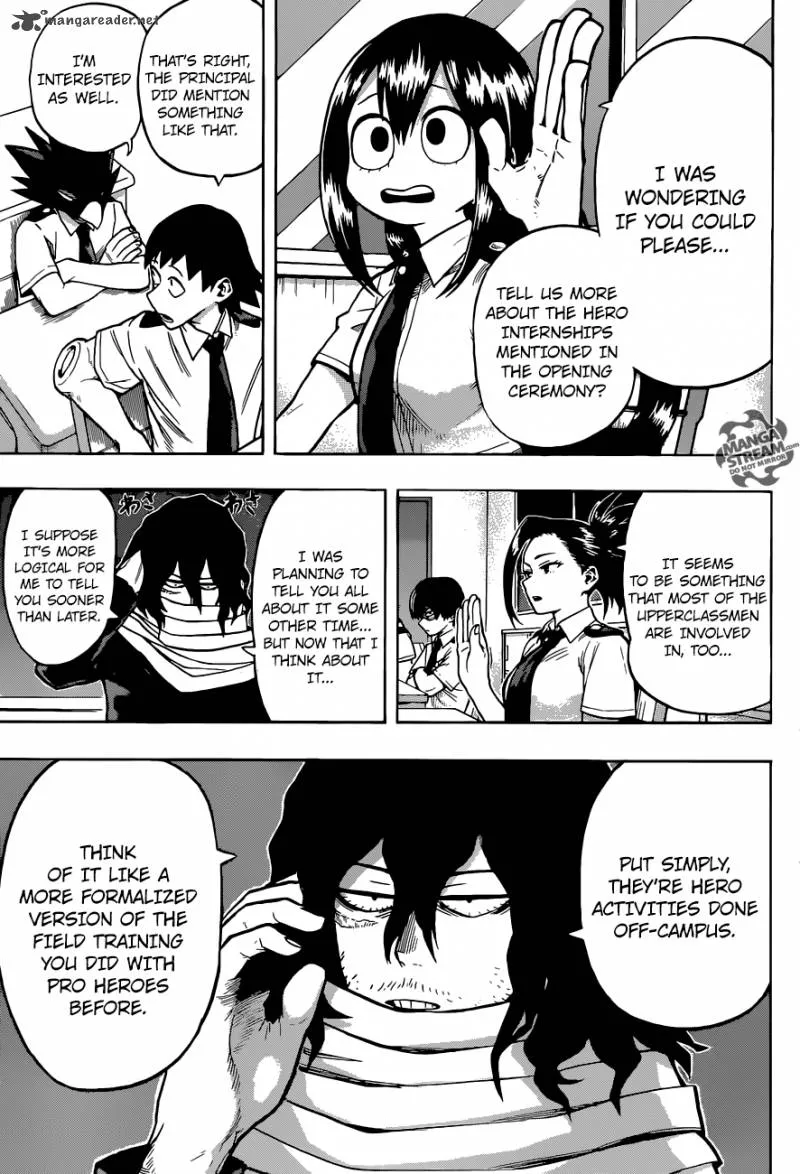 mangareader.net
I WAS
WONDERING
IF YOU COULD
PLEASE...
TELL US MORE
ABOUT THE HERO
INTERNSHIPS
MENTIONED IN
THE OPENING
CEREMONY?
THAT'S RIGHT,
THE PRINCIPAL
DID MENTION
SOMETHING
LIKE THAT.
I'M
INTERESTED
AS WELL.
MANGA
STREAM.COM
DO NOT MIRROR
IT SEEMS
TO BE SOMETHING
THAT MOST OF THE
UPPERCLASSMEN
ARE INVOLVED
IN, TOO...
わさ
わさ
I WAS
PLANNING TO
TELL YOU ALL
ABOUT IT SOME
OTHER TIME...
BUT NOW THAT I
THINK ABOUT
IT...
I SUPPOSE
IT'S MORE
LOGICAL FOR
ME TO TELL
YOU SOONER
THAN LATER.
PUT SIMPLY,
THEY'RE HERO
ACTIVITIES DONE
OFF-CAMPUS.
THINK
OF IT LIKE A
MORE FORMALIZED
VERSION OF THE
FIELD TRAINING
YOU DID WITH
PRO HEROES
BEFORE.